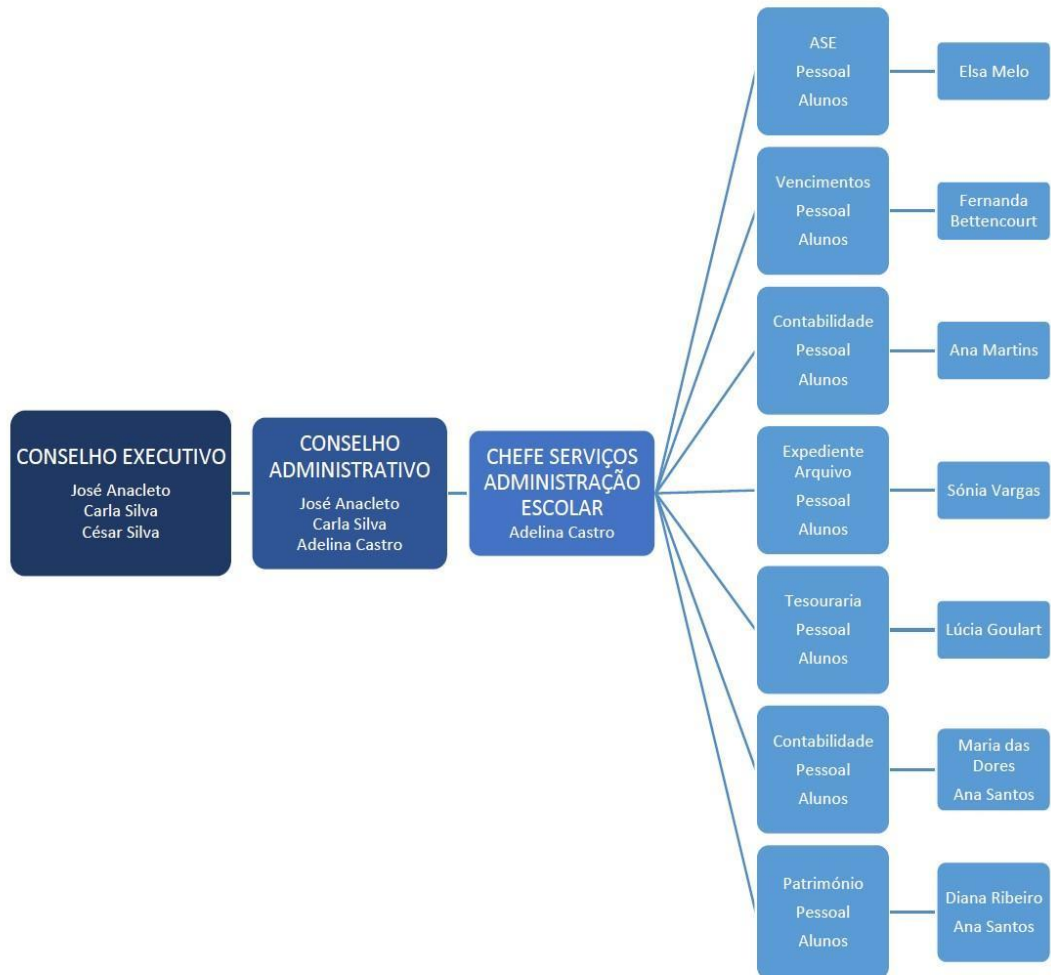 CONSELHO EXECUTIVO
José Anacleto
Carla Silva
César Silva
CONSELHO
ADMINISTRATIVO
José Anacleto
Carla Silva
Adelina Castro
CHEFE SERVIÇOS
ADMINISTRAÇÃO
ESCOLAR
Adelina Castro
ASE
Pessoal
Alunos
Elsa Melo
Vencimentos
Pessoal
Alunos
Fernanda
Bettencourt
Contabilidade
Pessoal
Alunos
Ana Martins
Expediente
Arquivo
Pessoal
Alunos
Sónia Vargas
Tesouraria
Pessoal
Alunos
Lúcia Goulart
Contabilidade
Pessoal
Alunos
Maria das
Dores
Ana Santos
Património
Pessoal
Alunos
Diana Ribeiro
Ana Santos